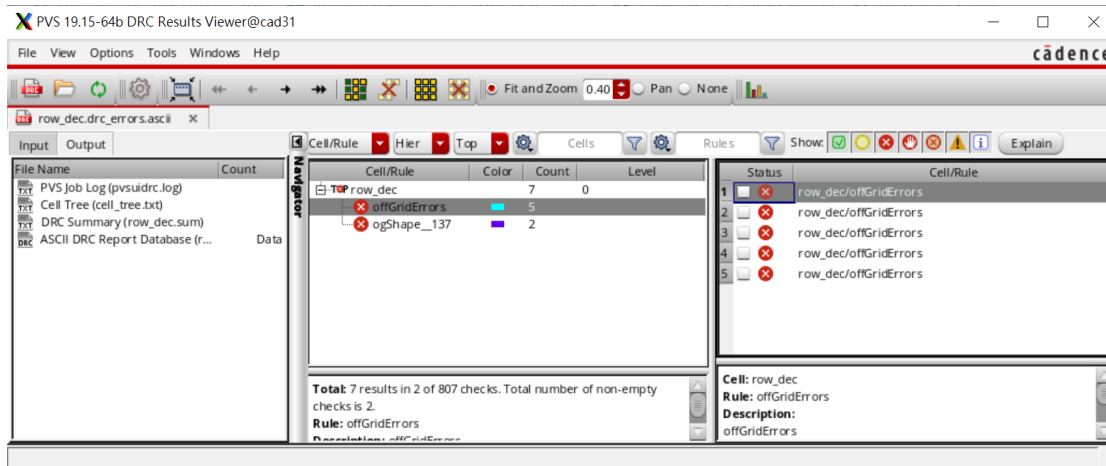 PVS 19.15-64b DRC Results Viewer@cad31
File View Options Tools Windows Help
cādence
Fit and Zoom 0.40 Pan None
row_dec.drc_errors.ascii
Input Output
File Name Count
PVS Job Log (pvsuidrc.log)
Cell Tree (cell_tree.txt)
DRC Summary (row_dec.sum)
ASCII DRC Report Database (r... Data
Navigator
Cell/Rule Hier Top Cells Rules Show: Explain
Cell/Rule Color Count Level
TOP row_dec 7 0
offGridErrors 5
ogShape__137 2
Total: 7 results in 2 of 807 checks. Total number of non-empty
checks is 2.
Rule: offGridErrors
Description: offGridErrors
Status Cell/Rule
1 row_dec/offGridErrors
2 row_dec/offGridErrors
3 row_dec/offGridErrors
4 row_dec/offGridErrors
5 row_dec/offGridErrors
Cell: row_dec
Rule: offGridErrors
Description:
offGridErrors